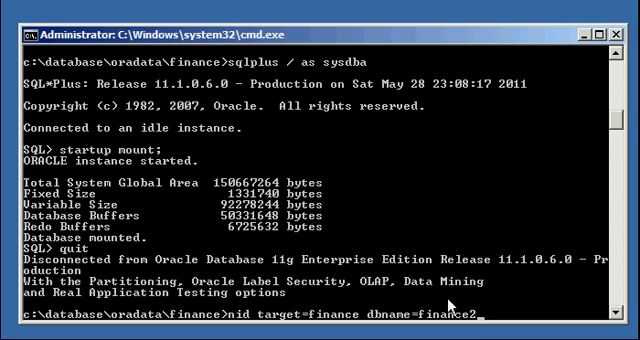 Administrator: C:\Windows\system32\cmd.exe
c:\database\oradata\finance>sqlplus / as sysdba
SQL*Plus: Release 11.1.0.6.0 - Production on Sat May 28 23:08:17 2011
Copyright (c) 1982, 2007, Oracle.  All rights reserved.
Connected to an idle instance.
SQL> startup mount;
ORACLE instance started.
Total System Global Area  150667264 bytes
Fixed Size                  1331740 bytes
Variable Size              92278244 bytes
Database Buffers           50331648 bytes
Redo Buffers                6725632 bytes
Database mounted.
SQL> quit
Disconnected from Oracle Database 11g Enterprise Edition Release 11.1.0.6.0 - Pr
oduction
With the Partitioning, Oracle Label Security, OLAP, Data Mining
and Real Application Testing options
c:\database\oradata\finance>nid target=finance dbname=finance2_